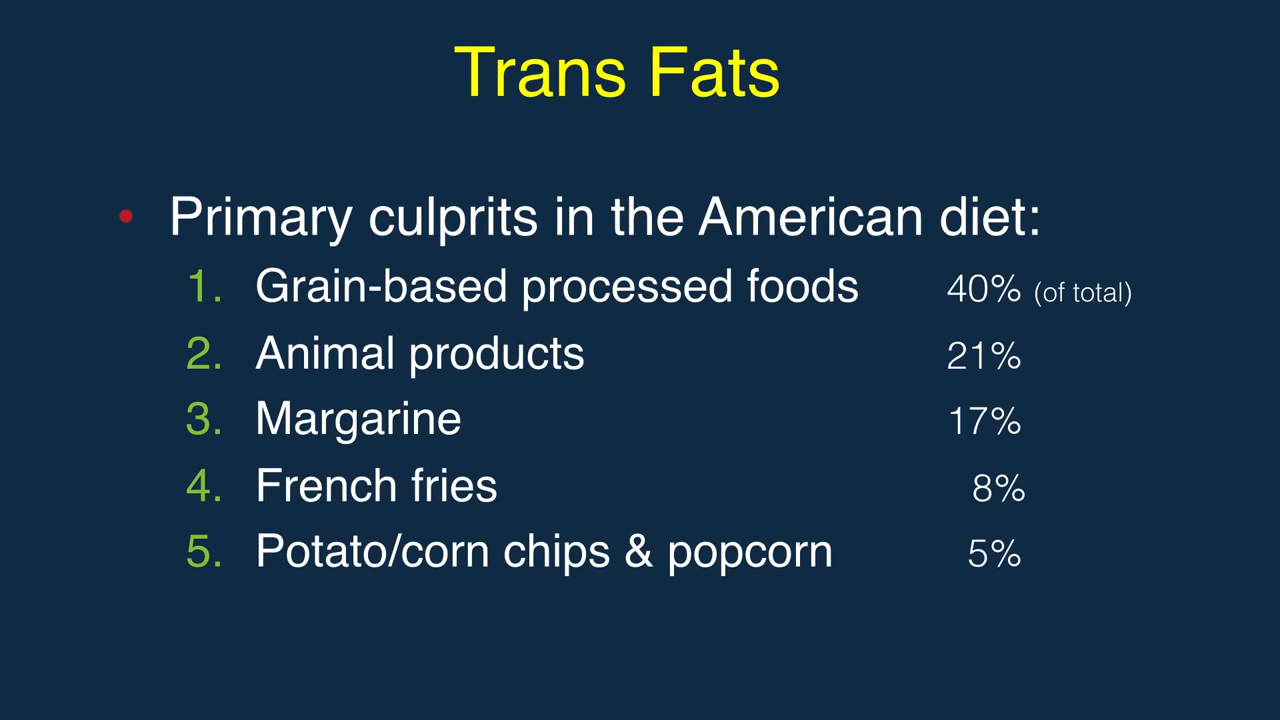 Trans Fats
• Primary culprits in the American diet:
1. Grain-based processed foods 40% (of total)
2. Animal products 21%
3. Margarine 17%
4. French fries 8%
5. Potato/corn chips & popcorn 5%